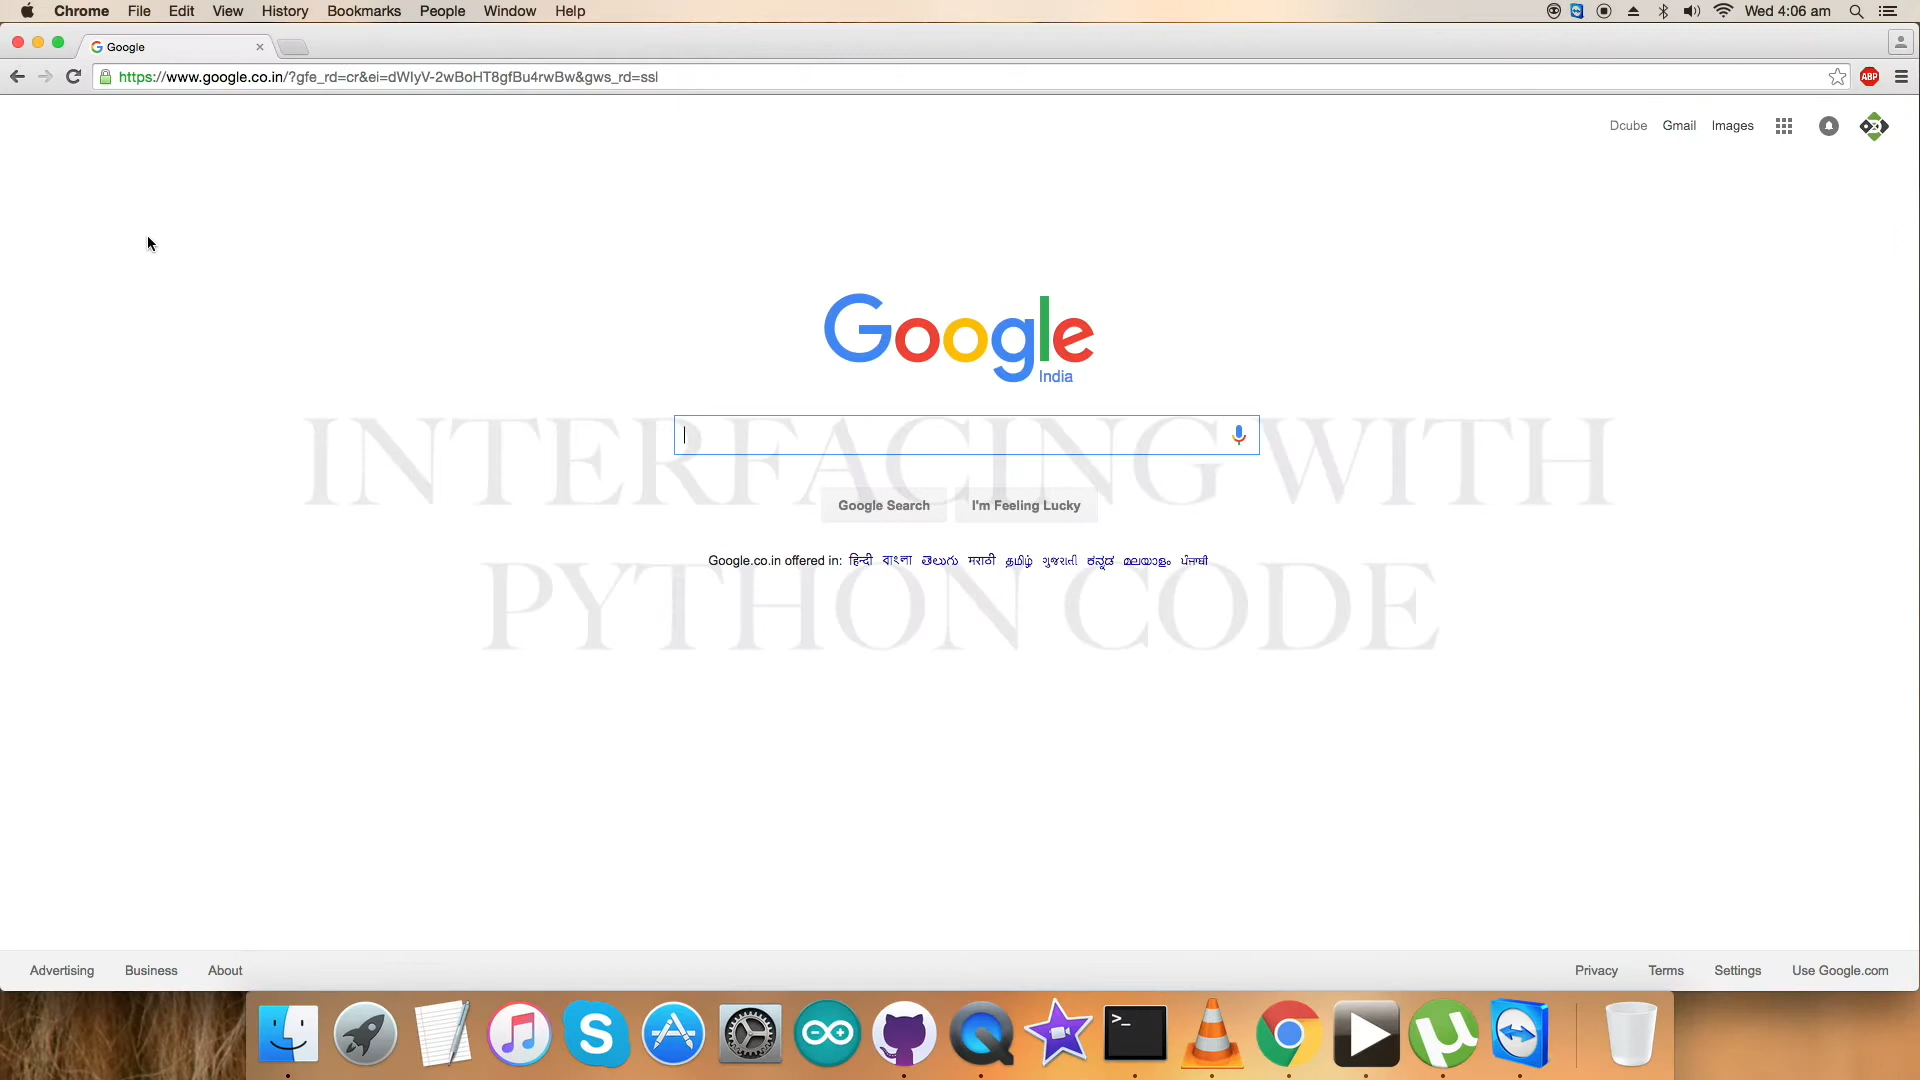 Chrome File Edit View History Bookmarks People Window Help Wed 4:06 am
Google
https://www.google.co.in/?gfe_rd=cr&ei=dWIyV-2wBoHT8gfBu4rwBw&gws_rd=ssl ABP
Dcube Gmail Images
Google
India
INTERFACING WITH
Google Search I'm Feeling Lucky
Google.co.in offered in: हिन्दी বাংলা తెలుగు मराठी தமிழ் ગુજરાતી ಕನ್ನಡ മലയാളം ਪੰਜਾਬੀ
PYTHON CODE
Advertising Business About Privacy Terms Settings Use Google.com